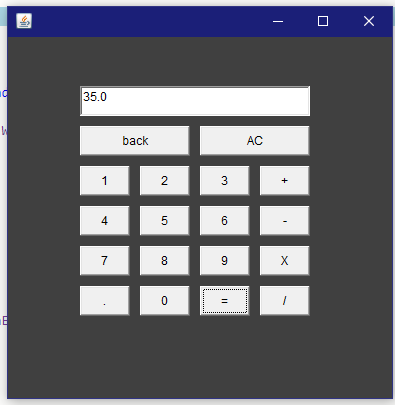 35.0
back AC
1 2 3 +
4 5 6 -
7 8 9 X
. 0 = /